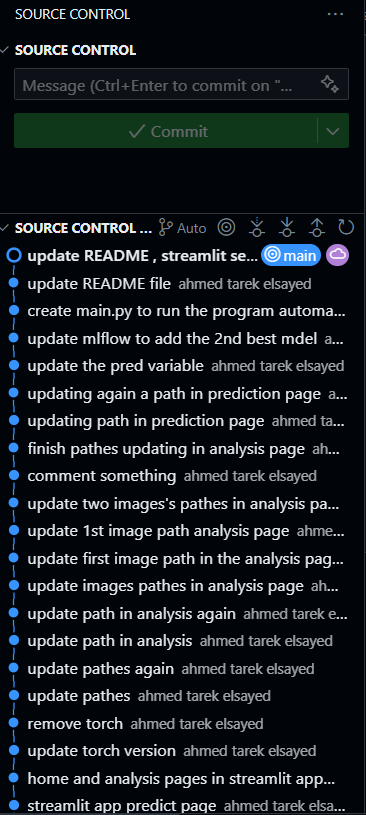 SOURCE CONTROL
SOURCE CONTROL
Message (Ctrl+Enter to commit on "...
Commit
SOURCE CONTROL ... Auto
update README , streamlit se... main
update README file ahmed tarek elsayed
create main.py to run the program automa...
update mlflow to add the 2nd best mdel a...
update the pred variable ahmed tarek elsayed
updating again a path in prediction page a...
updating path in prediction page ahmed ta...
finish pathes updating in analysis page ah...
comment something ahmed tarek elsayed
update two images's pathes in analysis pa...
update 1st image path analysis page ahme...
update first image path in the analysis pag...
update images pathes in analysis page ah...
update path in analysis again ahmed tarek e...
update path in analysis ahmed tarek elsayed
update pathes again ahmed tarek elsayed
update pathes ahmed tarek elsayed
remove torch ahmed tarek elsayed
update torch version ahmed tarek elsayed
home and analysis pages in streamlit app...
streamlit app predict page ahmed tarek elsa...